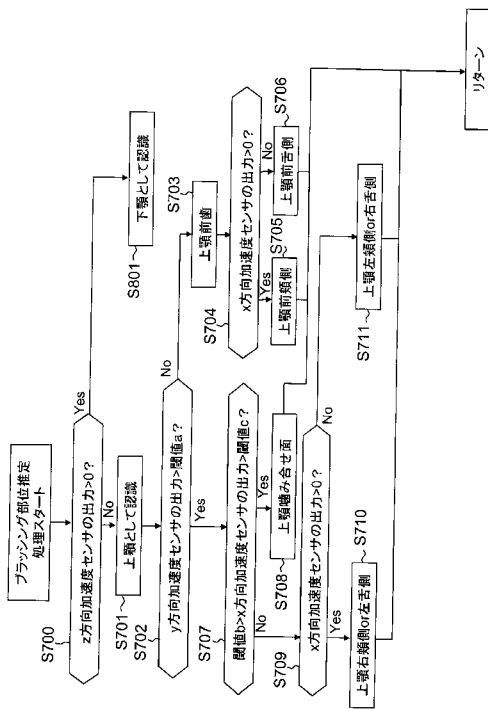 ブラッシング部位推定
処理スタート
S700
z方向加速度センサの出力>0?
Yes
No
S701
上顎として認識
S801
下顎として認識
S702
y方向加速度センサの出力>閾値a?
No
Yes
S703
上顎前歯
S704
x方向加速度センサの出力>0?
Yes
No
S705
上顎前頬側
S706
上顎前舌側
S707
閾値b>x方向加速度センサの出力>閾値c?
No
Yes
S708
上顎噛み合せ面
S709
x方向加速度センサの出力>0?
No
Yes
S710
上顎右頬側or左舌側
S711
上顎左頬側or右舌側
リターン